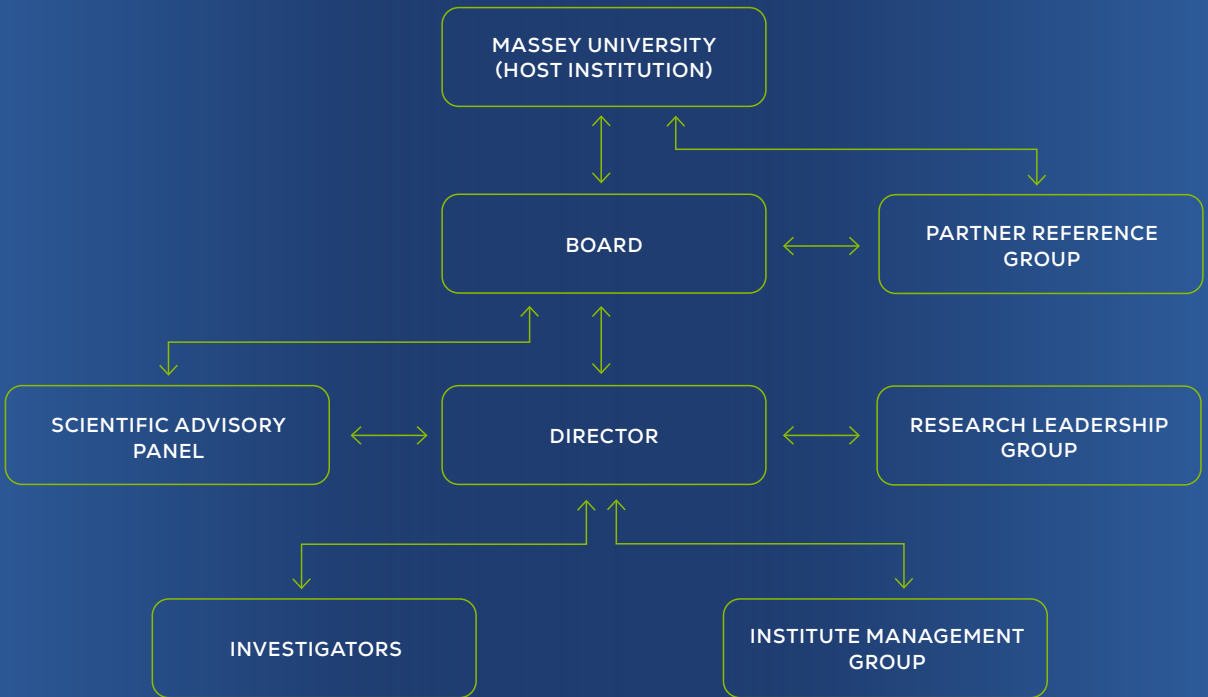 MASSEY UNIVERSITY
(HOST INSTITUTION)
BOARD
PARTNER REFERENCE
GROUP
SCIENTIFIC ADVISORY
PANEL
DIRECTOR
RESEARCH LEADERSHIP
GROUP
INVESTIGATORS
INSTITUTE MANAGEMENT
GROUP